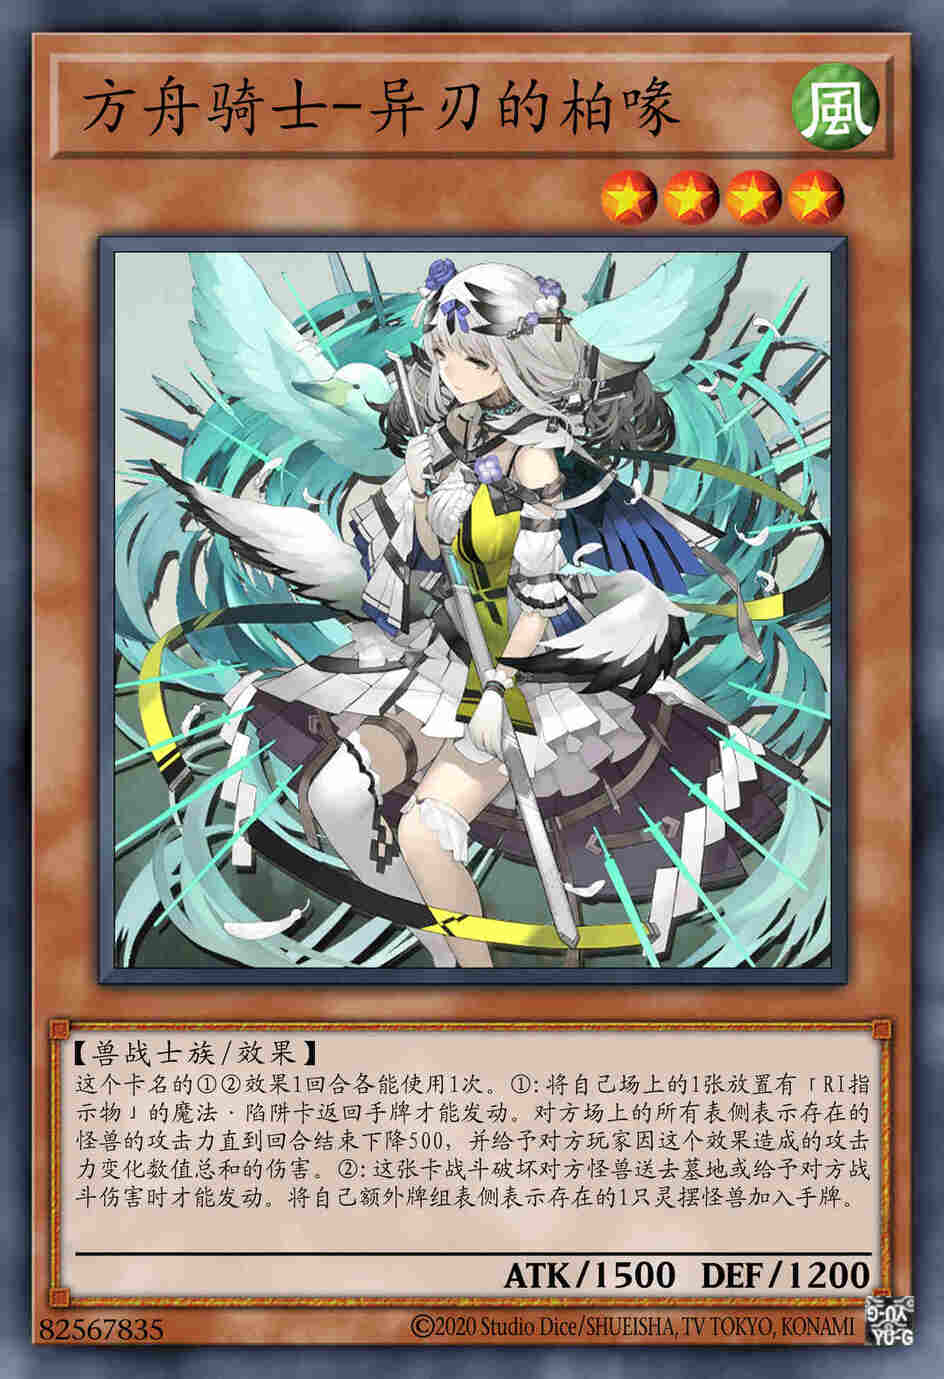 方舟骑士-异刃的柏喙
風
【兽战士族/效果】
这个卡名的①②效果1回合各能使用1次。①:将自己场上的1张放置有「RI指
示物」的魔法·陷阱卡返回手牌才能发动。对方场上的所有表侧表示存在的
怪兽的攻击力直到回合结束下降500，并给予对方玩家因这个效果造成的攻击
力变化数值总和的伤害。②:这张卡战斗破坏对方怪兽送去墓地或给予对方战
斗伤害时才能发动。将自己额外牌组表侧表示存在的1只灵摆怪兽加入手牌。
ATK/1500 DEF/1200
82567835 ©2020 Studio Dice/SHUEISHA, TV TOKYO, KONAMI